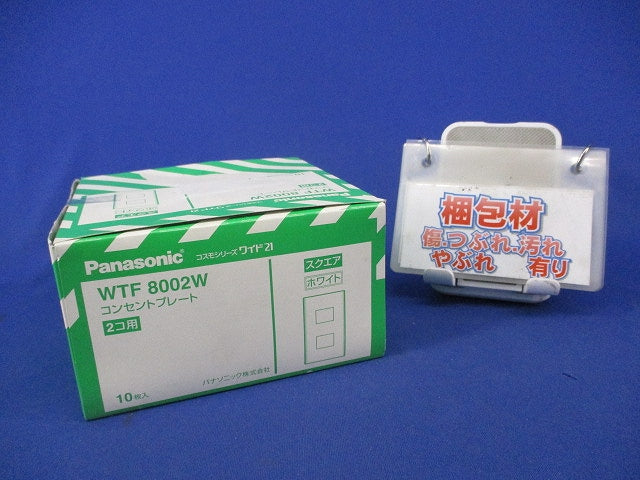 WTF 8002W
Panasonic コスモシリーズ ワイド21
WTF 8002W
コンセントプレート
2コ用
スクエア
ホワイト
パナソニック株式会社
10枚入
梱包材
傷・つぶれ・汚れ
やぶれ 有り